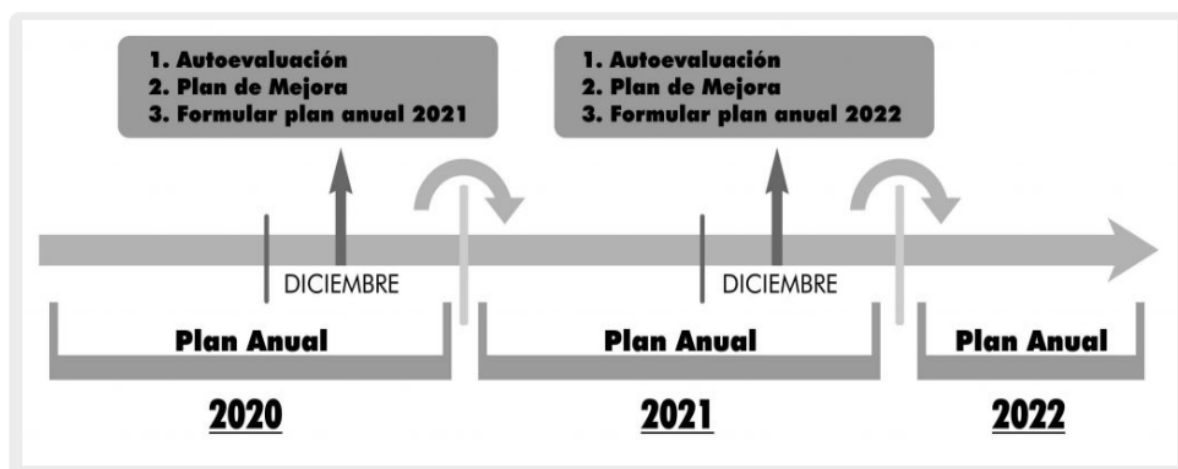 1. Autoevaluación
2. Plan de Mejora
3. Formular plan anual 2021
1. Autoevaluación
2. Plan de Mejora
3. Formular plan anual 2022
DICIEMBRE
DICIEMBRE
Plan Anual
Plan Anual
Plan Anual
2020
2021
2022